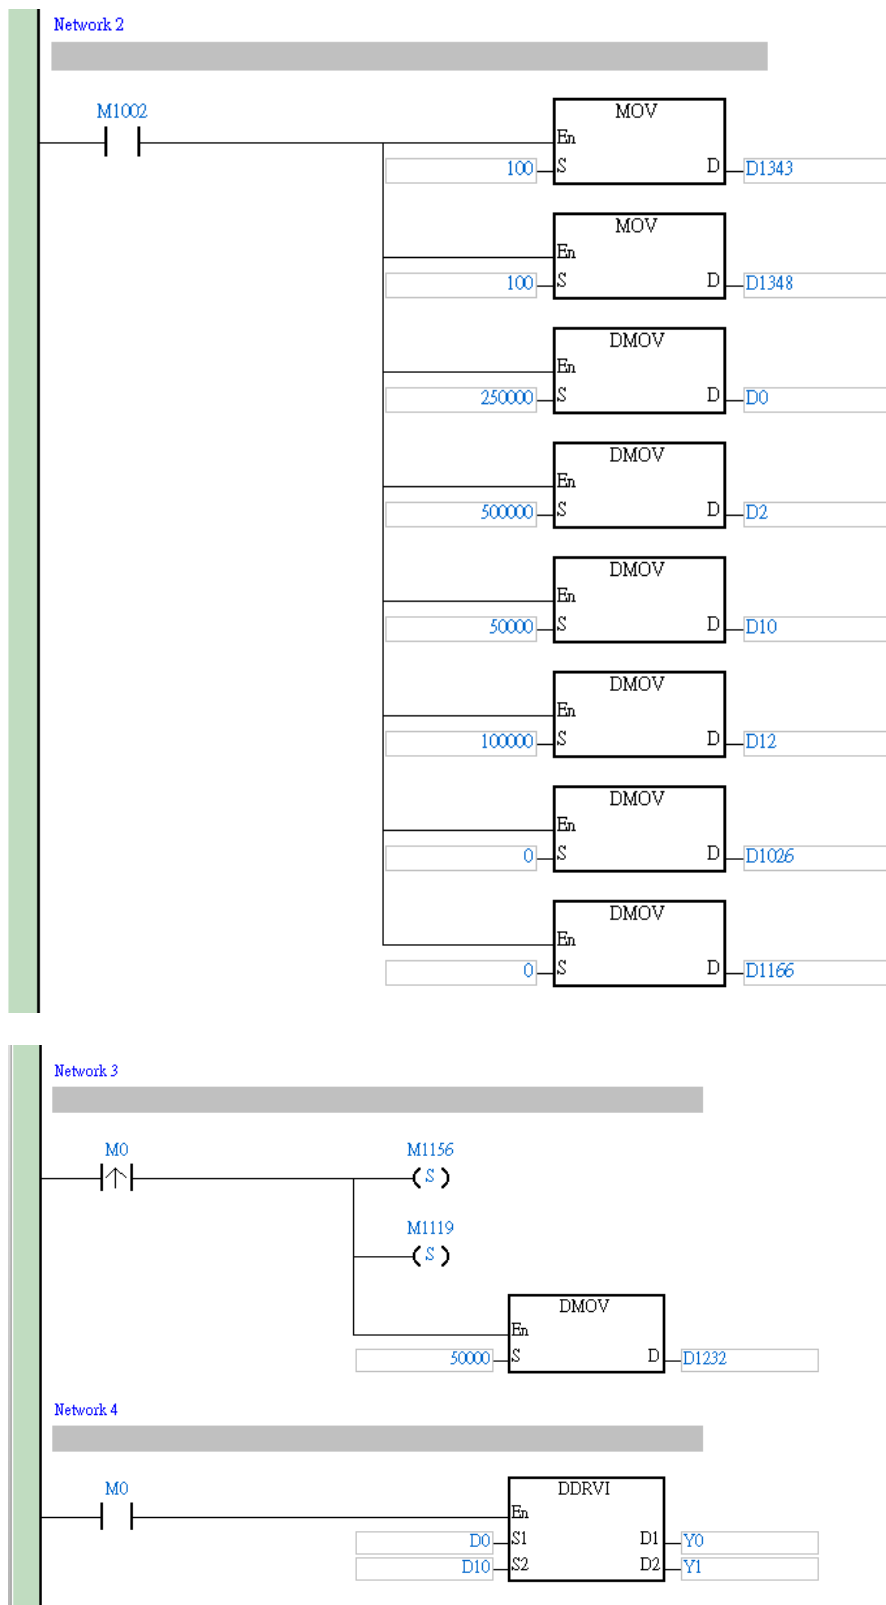 Network 2
M1002
MOV
En
100 S D D1343
MOV
En
100 S D D1348
DMOV
En
250000 S D D0
DMOV
En
500000 S D D2
DMOV
En
50000 S D D10
DMOV
En
100000 S D D12
DMOV
En
0 S D D1026
DMOV
En
0 S D D1166
Network 3
M0 M1156
S
M1119
S
DMOV
En
50000 S D D1232
Network 4
M0 DDRVI
En
D0 S1 D1 Y0
D10 S2 D2 Y1